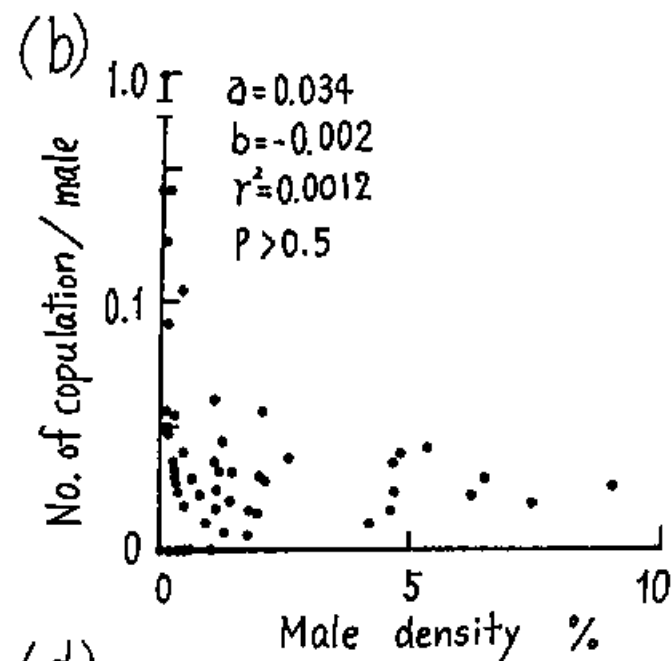 (b)
1.0
a=0.034
b=-0.002
r²=0.0012
P>0.5
No. of copulation / male
0.1
0
0 5 10
Male density %
(d)